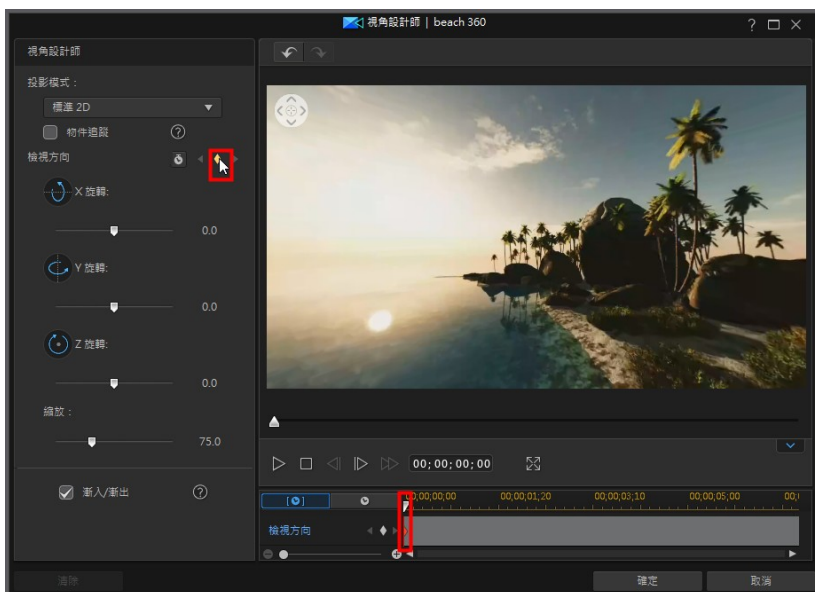 視角設計師 | beach 360
?
視角設計師
投影模式：
標準 2D
物件追蹤
?
檢視方向
X 旋轉:
0.0
Y 旋轉:
0.0
Z 旋轉:
0.0
縮放：
75.0
漸入/漸出
?
00;00;00;00
00;00;00;00 00;00;01;20 00;00;03;10 00;00;05;00
檢視方向
清除 確定 取消